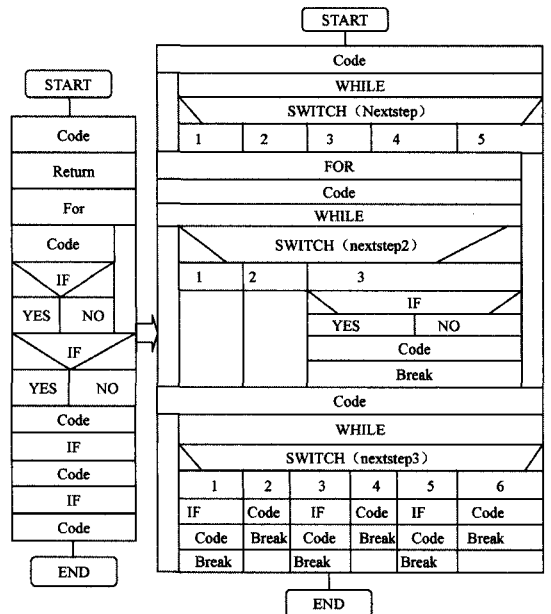 START
Code
Return
For
Code
IF
YES NO
IF
YES NO
Code
IF
Code
IF
Code
END
START
Code
WHILE
SWITCH（Nextstep）
1 2 3 4 5
FOR
Code
WHILE
SWITCH（nextstep2）
1 2 3
IF
YES NO
Code
Break
Code
WHILE
SWITCH（nextstep3）
1 2 3 4 5 6
IF Code IF Code IF Code
Code Break Code Break Code Break
Break Break Break
END